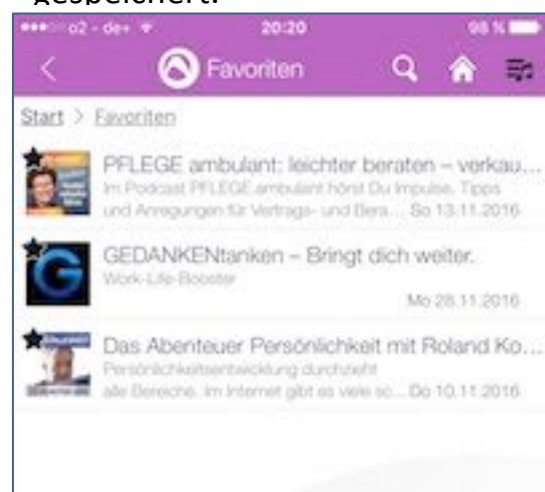 gespeichert.
o2 - de+ 20:20 98 %
Favoriten
Start > Favoriten
PFLEGE ambulant: leichter beraten – verkau...
Im Podcast PFLEGE ambulant hörst Du Impulse, Tipps
und Anregungen für Vertrags- und Bera... So 13.11.2016
GEDANKENtanken – Bringt dich weiter.
Work-Life-Booster
Mo 28.11.2016
Das Abenteuer Persönlichkeit mit Roland Ko...
Persönlichkeitsentwicklung durchzieht
alle Bereiche. Im Internet gibt es viele sc... Do 10.11.2016